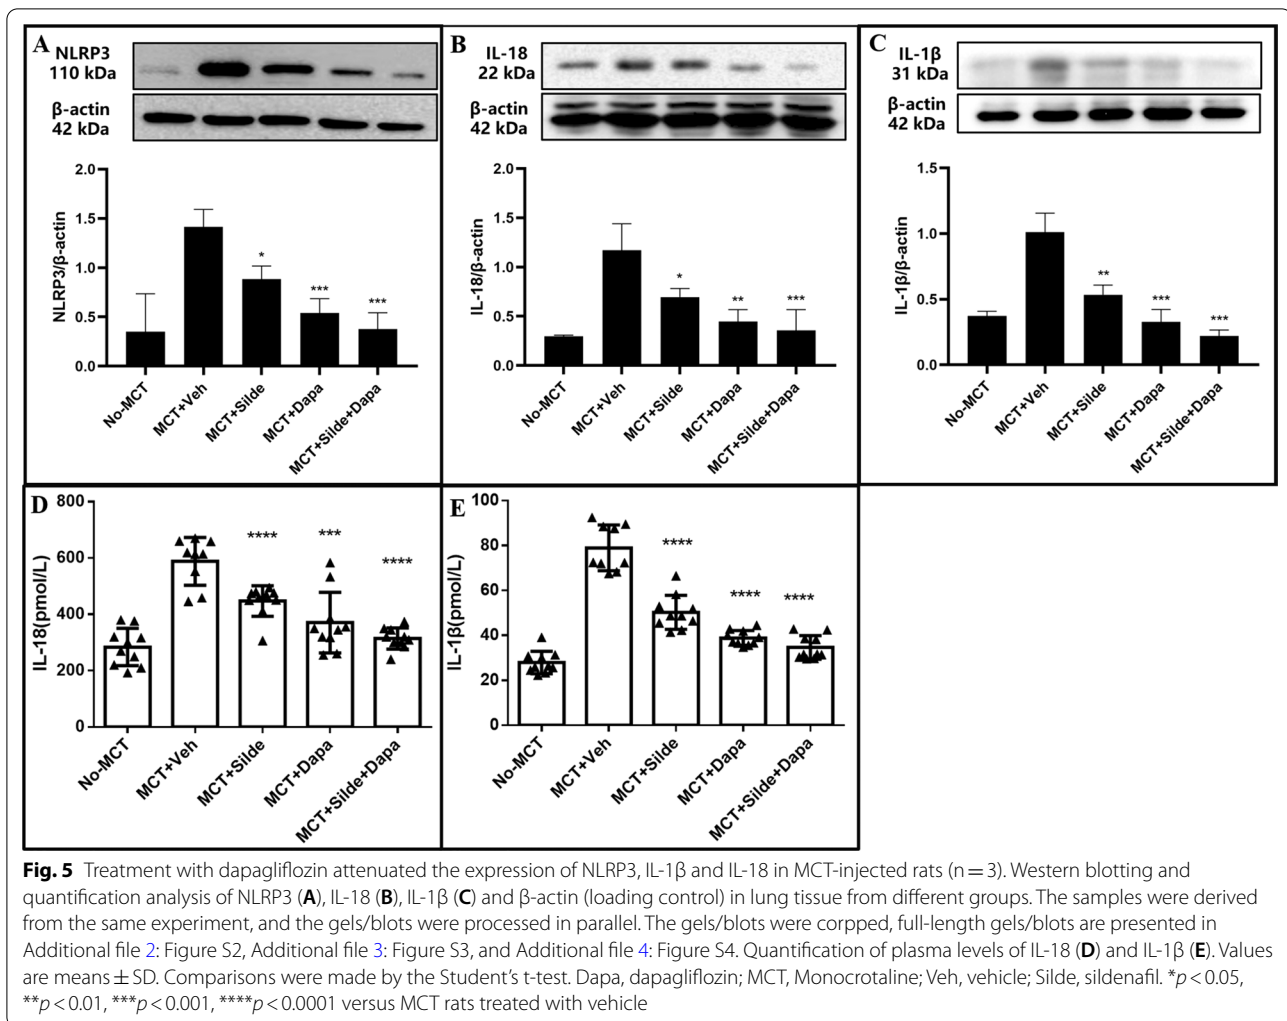 A
NLRP3
110 kDa
β-actin
42 kDa
NLRP3/β-actin
2.0
1.5
1.0
0.5
0.0
*
***
***
No-MCT
MCT+Veh
MCT+Silde
MCT+Dapa
MCT+Silde+Dapa
B
IL-18
22 kDa
β-actin
42 kDa
IL-18/β-actin
2.0
1.5
1.0
0.5
0.0
*
**
***
No-MCT
MCT+Veh
MCT+Silde
MCT+Dapa
MCT+Silde+Dapa
C
IL-1β
31 kDa
β-actin
42 kDa
IL-1β/β-actin
1.5
1.0
0.5
0.0
**
***
***
No-MCT
MCT+Veh
MCT+Silde
MCT+Dapa
MCT+Silde+Dapa
D
IL-18(pmol/L)
800
600
400
200
0
****
***
****
No-MCT
MCT+Veh
MCT+Silde
MCT+Dapa
MCT+Silde+Dapa
E
IL-1β(pmol/L)
100
80
60
40
20
0
****
****
****
No-MCT
MCT+Veh
MCT+Silde
MCT+Dapa
MCT+Silde+Dapa
Fig. 5 Treatment with dapagliflozin attenuated the expression of NLRP3, IL-1β and IL-18 in MCT-injected rats (n = 3). Western blotting and
quantification analysis of NLRP3 (A), IL-18 (B), IL-1β (C) and β-actin (loading control) in lung tissue from different groups. The samples were derived
from the same experiment, and the gels/blots were processed in parallel. The gels/blots were corpped, full-length gels/blots are presented in
Additional file 2: Figure S2, Additional file 3: Figure S3, and Additional file 4: Figure S4. Quantification of plasma levels of IL-18 (D) and IL-1β (E). Values
are means ± SD. Comparisons were made by the Student's t-test. Dapa, dapagliflozin; MCT, Monocrotaline; Veh, vehicle; Silde, sildenafil. *p < 0.05,
**p < 0.01, ***p < 0.001, ****p < 0.0001 versus MCT rats treated with vehicle